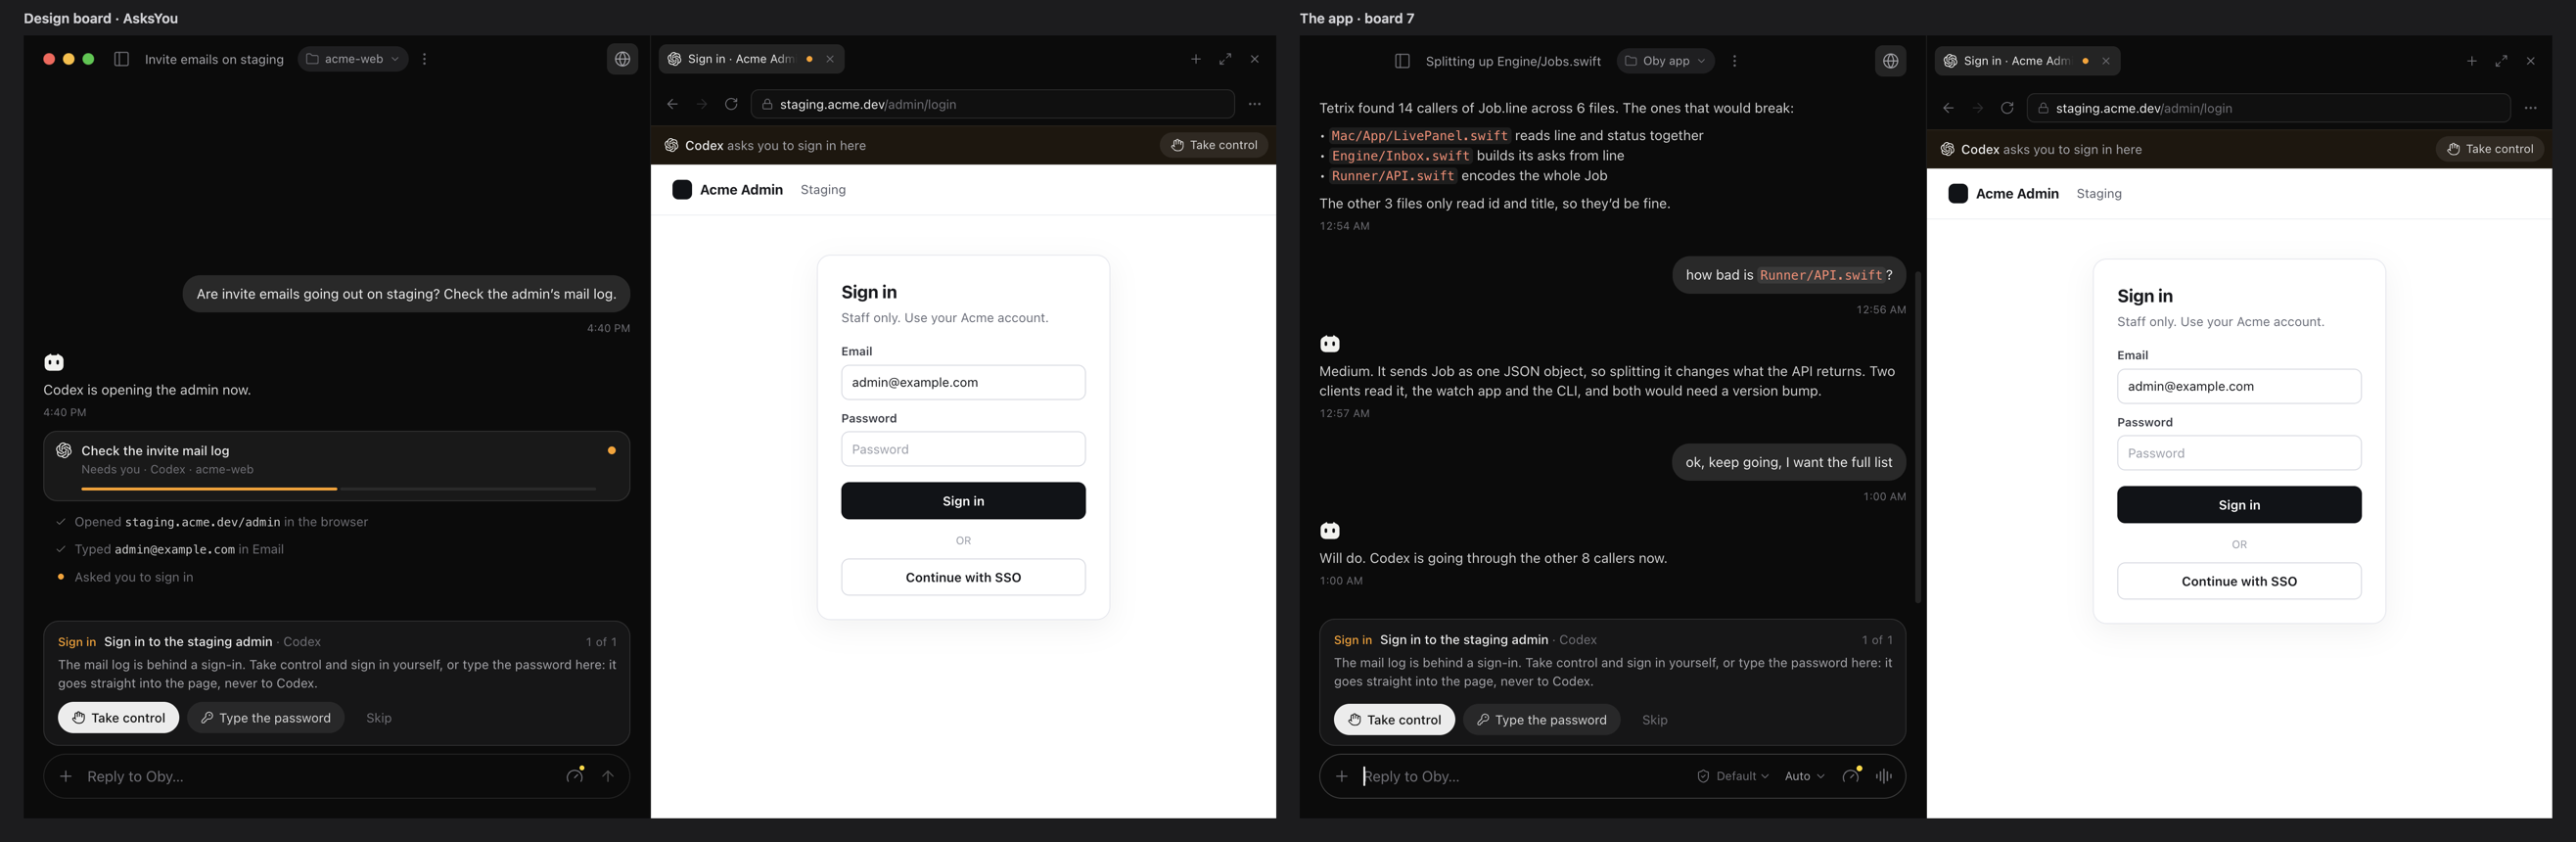 Design board · AsksYou
Invite emails on staging
acme-web
Are invite emails going out on staging? Check the admin’s mail log.
4:40 PM
Codex is opening the admin now.
4:40 PM
Check the invite mail log
Needs you · Codex · acme-web
Opened staging.acme.dev/admin in the browser
Typed admin@example.com in Email
Asked you to sign in
Sign in Sign in to the staging admin · Codex 1 of 1
The mail log is behind a sign-in. Take control and sign in yourself, or type the password here: it
goes straight into the page, never to Codex.
Take control Type the password Skip
Reply to Oby...
Sign in · Acme Adm
staging.acme.dev/admin/login
Codex asks you to sign in here Take control
Acme Admin Staging
Sign in
Staff only. Use your Acme account.
Email
admin@example.com
Password
Password
Sign in
OR
Continue with SSO
The app · board 7
Splitting up Engine/Jobs.swift
Oby app
Tetrix found 14 callers of Job.line across 6 files. The ones that would break:
• Mac/App/LivePanel.swift reads line and status together
• Engine/Inbox.swift builds its asks from line
• Runner/API.swift encodes the whole Job
The other 3 files only read id and title, so they’d be fine.
12:54 AM
how bad is Runner/API.swift?
12:56 AM
Medium. It sends Job as one JSON object, so splitting it changes what the API returns. Two
clients read it, the watch app and the CLI, and both would need a version bump.
12:57 AM
ok, keep going, I want the full list
1:00 AM
Will do. Codex is going through the other 8 callers now.
1:00 AM
Sign in Sign in to the staging admin · Codex 1 of 1
The mail log is behind a sign-in. Take control and sign in yourself, or type the password here: it
goes straight into the page, never to Codex.
Take control Type the password Skip
Reply to Oby... Default Auto
Sign in · Acme Adm
staging.acme.dev/admin/login
Codex asks you to sign in here Take control
Acme Admin Staging
Sign in
Staff only. Use your Acme account.
Email
admin@example.com
Password
Password
Sign in
OR
Continue with SSO